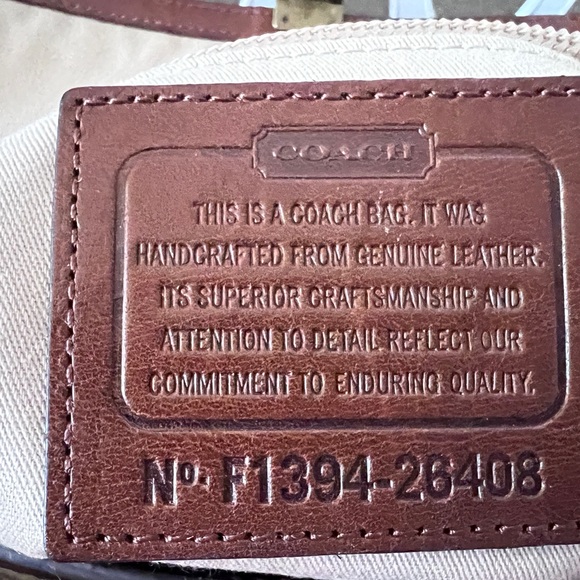 COACH
THIS IS A COACH BAG. IT WAS
HANDCRAFTED FROM GENUINE LEATHER.
ITS SUPERIOR CRAFTSMANSHIP AND
ATTENTION TO DETAIL REFLECT OUR
COMMITMENT TO ENDURING QUALITY.
No. F1394-26408